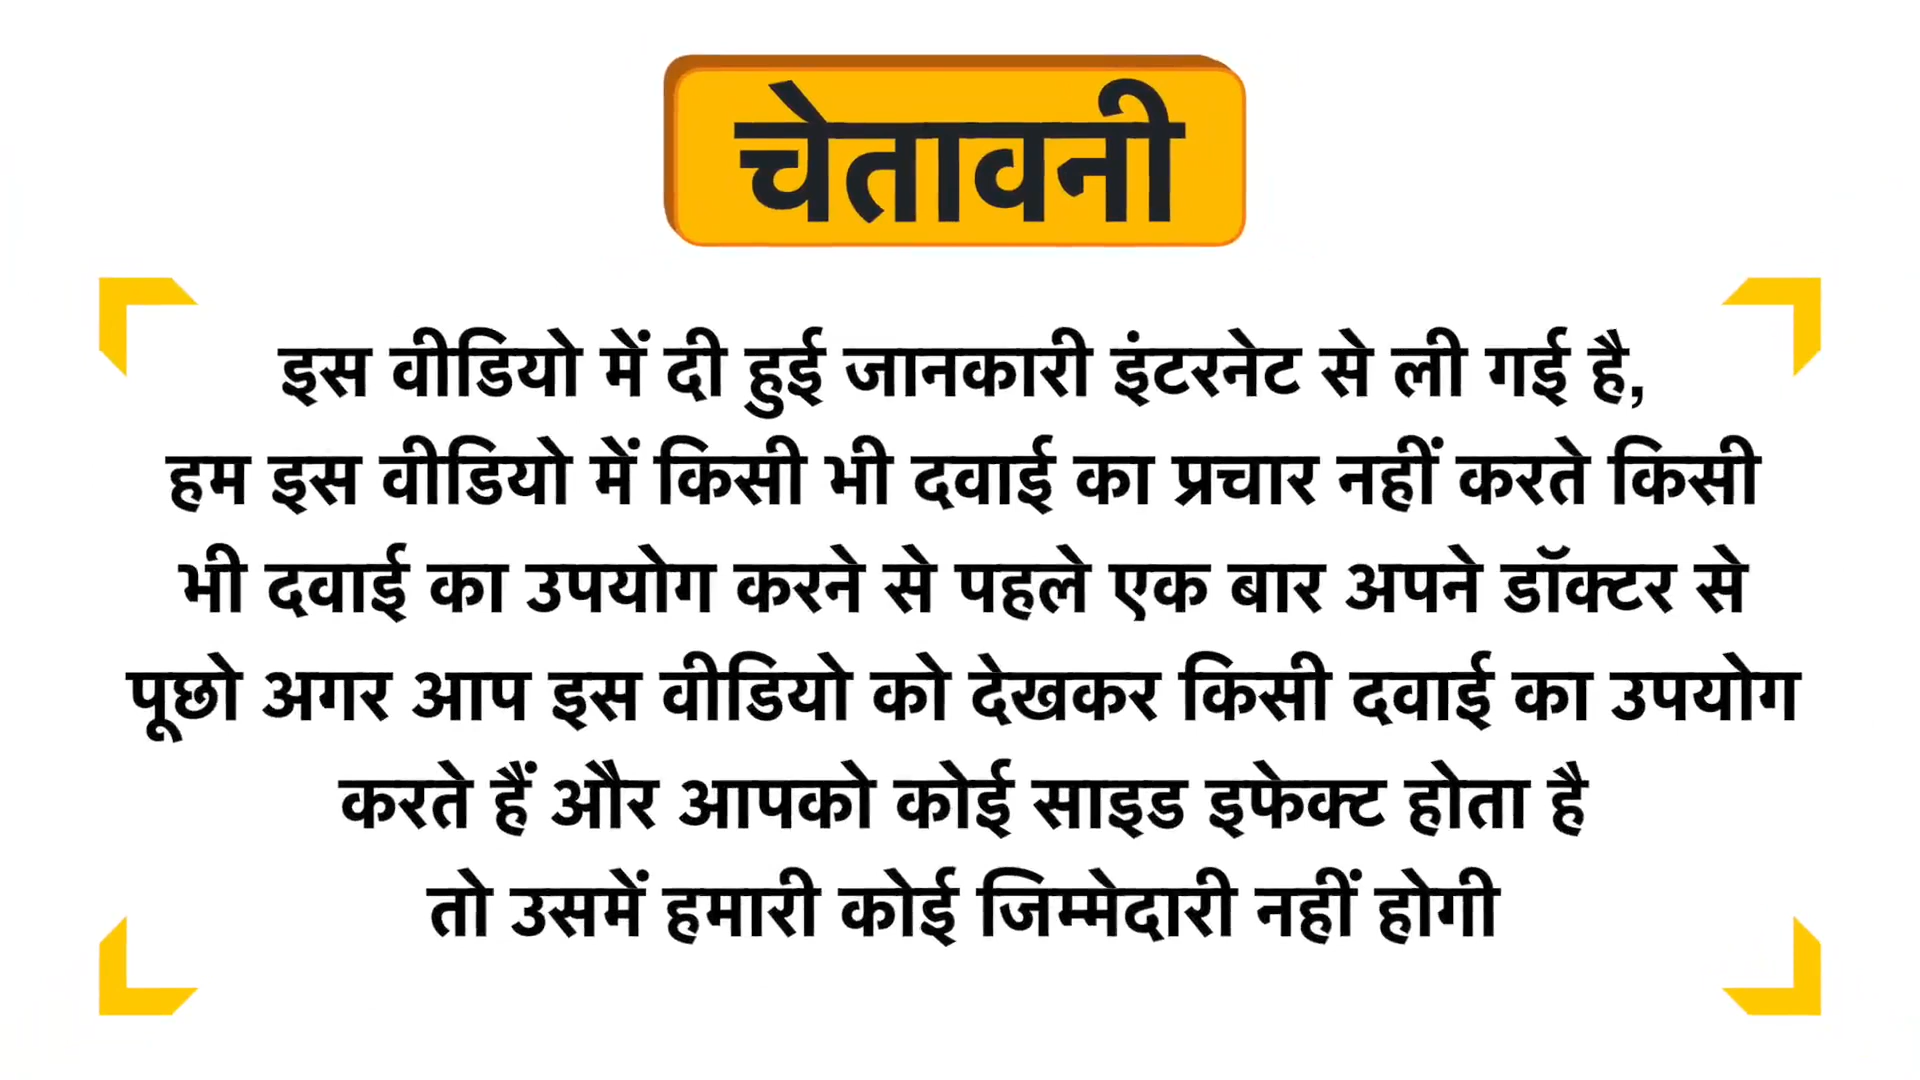 चेतावनी
इस वीडियो में दी हुई जानकारी इंटरनेट से ली गई है,
हम इस वीडियो में किसी भी दवाई का प्रचार नहीं करते किसी
भी दवाई का उपयोग करने से पहले एक बार अपने डॉक्टर से
पूछो अगर आप इस वीडियो को देखकर किसी दवाई का उपयोग
करते हैं और आपको कोई साइड इफेक्ट होता है
तो उसमें हमारी कोई जिम्मेदारी नहीं होगी